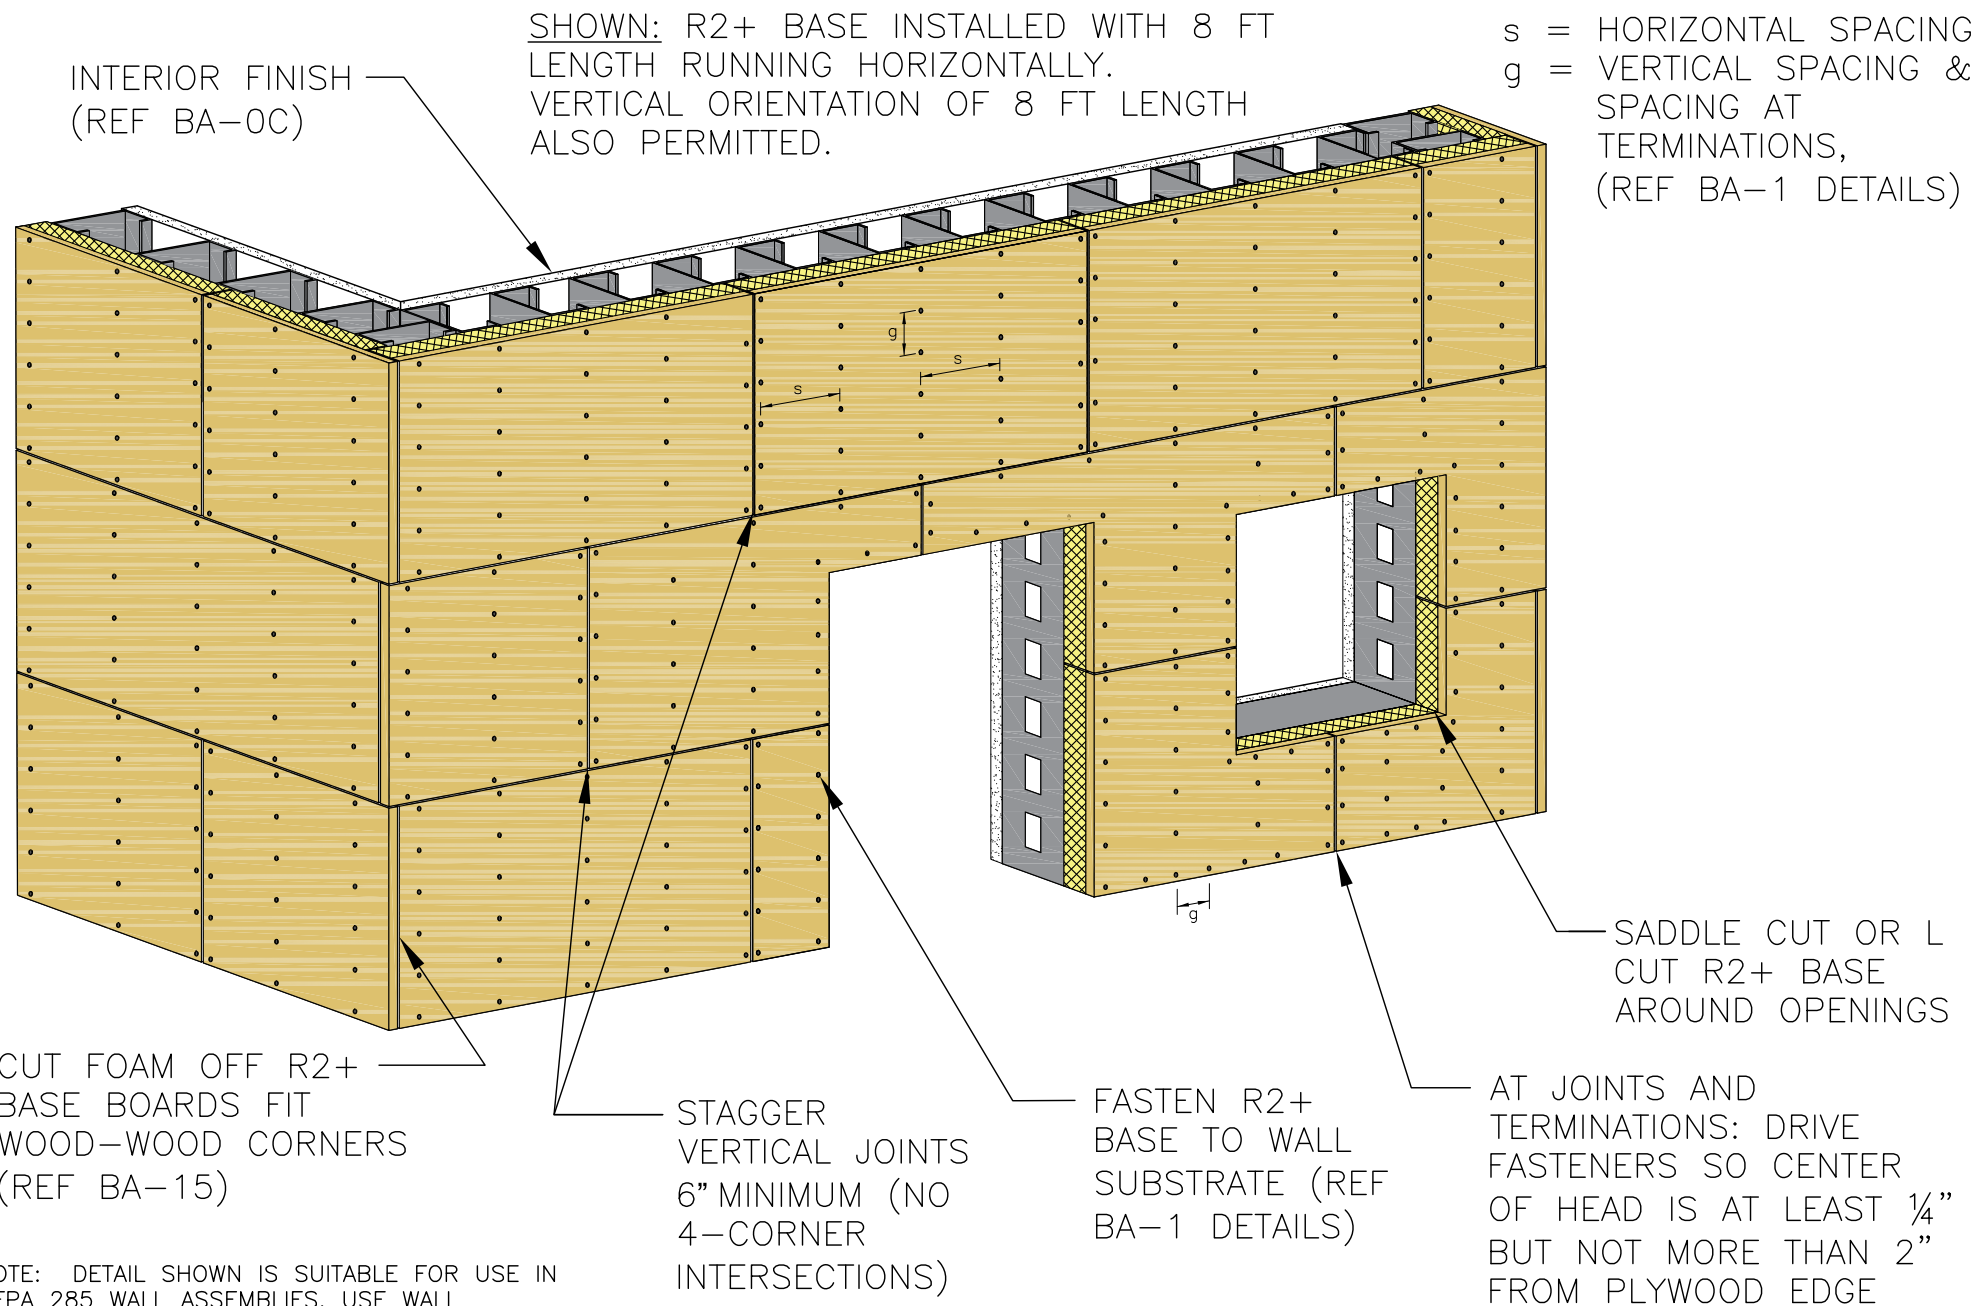 SHOWN: R2+ BASE INSTALLED WITH 8 FT
LENGTH RUNNING HORIZONTALLY.
VERTICAL ORIENTATION OF 8 FT LENGTH
ALSO PERMITTED.
s = HORIZONTAL SPACING
g = VERTICAL SPACING &
SPACING AT
TERMINATIONS,
(REF BA-1 DETAILS)
INTERIOR FINISH
(REF BA-0C)
g
s
s
g
SADDLE CUT OR L
CUT R2+ BASE
AROUND OPENINGS
CUT FOAM OFF R2+
BASE BOARDS FIT
WOOD-WOOD CORNERS
(REF BA-15)
STAGGER
VERTICAL JOINTS
6" MINIMUM (NO
4-CORNER
INTERSECTIONS)
FASTEN R2+
BASE TO WALL
SUBSTRATE (REF
BA-1 DETAILS)
AT JOINTS AND
TERMINATIONS: DRIVE
FASTENERS SO CENTER
OF HEAD IS AT LEAST ¼"
BUT NOT MORE THAN 2"
FROM PLYWOOD EDGE
OTE: DETAIL SHOWN IS SUITABLE FOR USE IN
FPA 285 WALL ASSEMBLIES. USE WALL